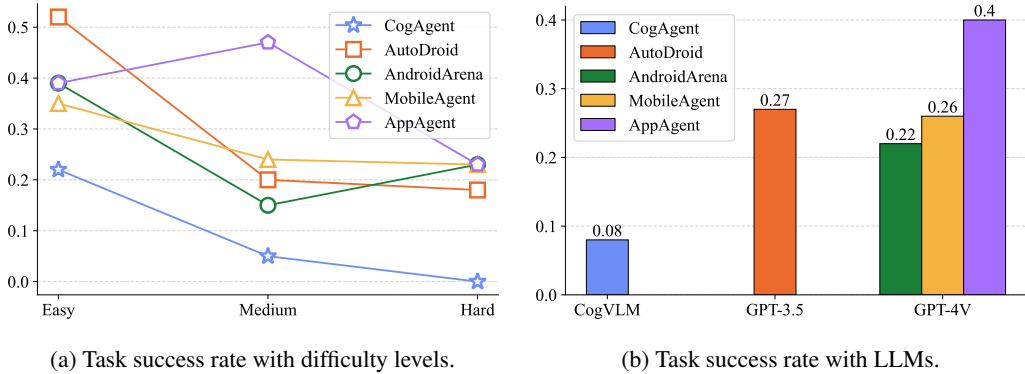 0.5
0.4
0.3
0.2
0.1
0.0
Easy
Medium
Hard
CogAgent
AutoDroid
AndroidArena
MobileAgent
AppAgent
(a) Task success rate with difficulty levels.
0.4
0.3
0.2
0.1
0.0
CogAgent
AutoDroid
AndroidArena
MobileAgent
AppAgent
0.08
0.27
0.22
0.26
0.4
CogVLM
GPT-3.5
GPT-4V
(b) Task success rate with LLMs.